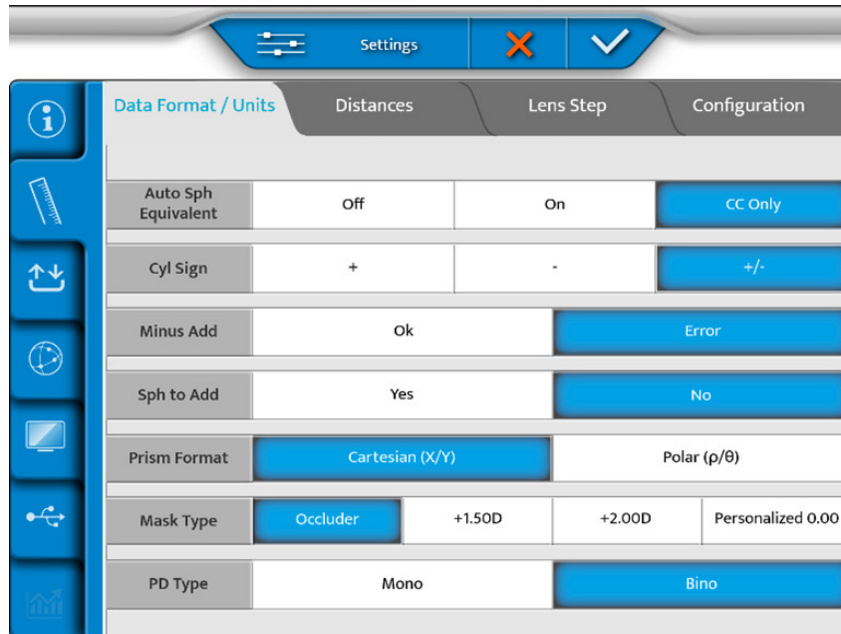 Settings
Data Format / Units Distances Lens Step Configuration
Auto Sph
Equivalent Off On CC Only
Cyl Sign + - +/-
Minus Add Ok Error
Sph to Add Yes No
Prism Format Cartesian (X/Y) Polar (ρ/θ)
Mask Type Occluder +1.50D +2.00D Personalized 0.00
PD Type Mono Bino